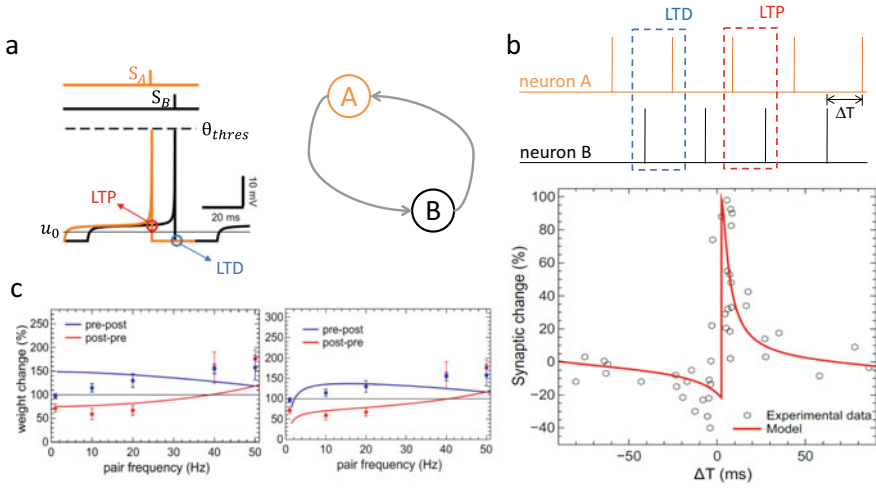 a
S_A
S_B
θ_thres
LTP
10 mV
20 ms
u_0
LTD
A
B
b
LTD
LTP
neuron A
ΔT
neuron B
Synaptic change (%)
100
80
60
40
20
0
−20
−40
Experimental data
Model
−50 0 50
ΔT (ms)
c
weight change (%)
250
200
150
100
50
0
pre-post
post-pre
0 10 20 30 40 50
pair frequency (Hz)
300
250
200
150
100
50
0
pre-post
post-pre
0 10 20 30 40 50
pair frequency (Hz)